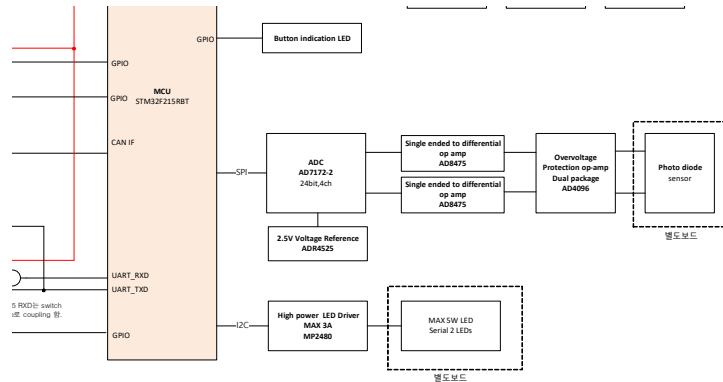 GPIO
Button indication LED
GPIO
MCU
STM32F215RBT
GPIO
CAN IF
SPI
ADC
AD7172-2
24bit,4ch
Single ended to differential
op amp
AD8475
Single ended to differential
op amp
AD8475
Overvoltage
Protection op-amp
Dual package
AD4096
Photo diode
sensor
별도보드
2.5V Voltage Reference
ADR4525
UART_RXD
UART_TXD
5 RXD는 switch
coupling 함.
GPIO
I2C
High power LED Driver
MAX 3A
MP2480
MAX 5W LED
Serial 2 LEDs
별도보드